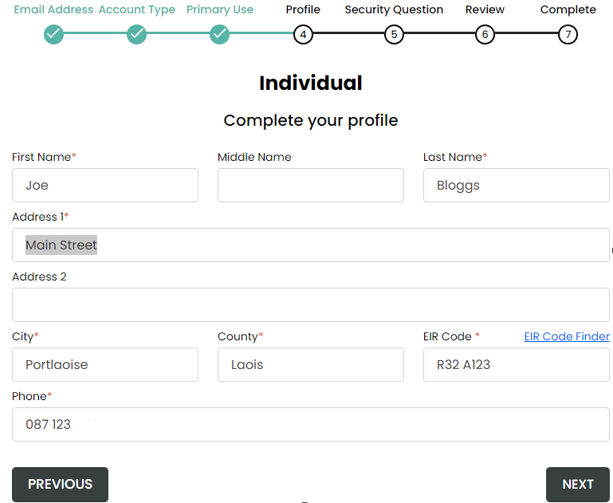 Email Address Account Type Primary Use Profile Security Question Review Complete
4 5 6 7
Individual
Complete your profile
First Name* Middle Name Last Name*
Joe Bloggs
Address 1*
Main Street
Address 2
City* County* EIR Code * EIR Code Finder
Portlaoise Laois R32 A123
Phone*
087 123
PREVIOUS NEXT